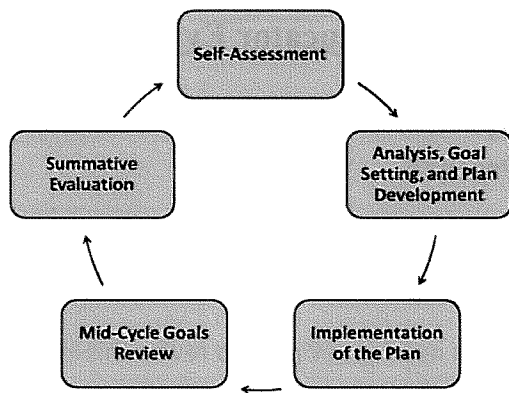 Self-Assessment
Analysis, Goal
Setting, and Plan
Development
Implementation
of the Plan
Mid-Cycle Goals
Review
Summative
Evaluation